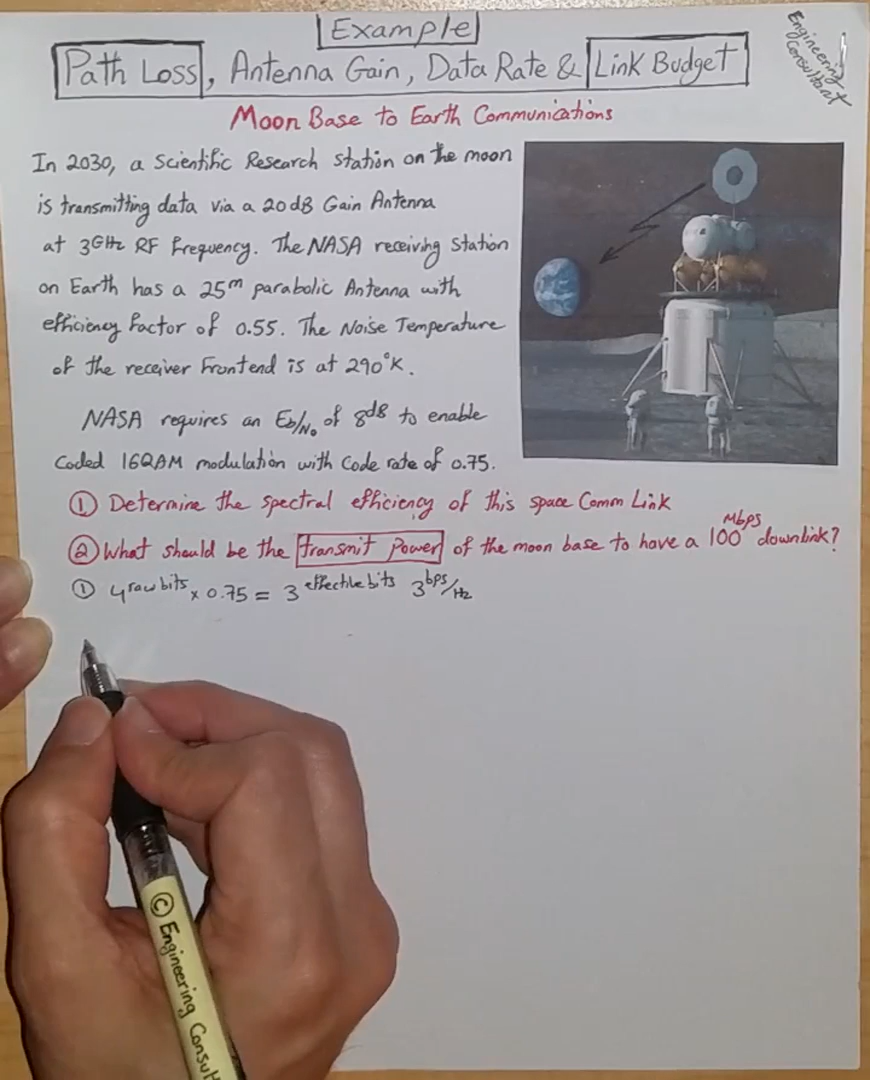 Example
Path Loss, Antenna Gain, Data Rate & Link Budget
Engineering
Consultant
Moon Base to Earth Communications
In 2030, a Scientific Research Station on the moon
is transmitting data via a 20dB Gain Antenna
at 3GHz RF frequency. The NASA receiving Station
on Earth has a 25m parabolic Antenna with
efficiency factor of 0.55. The Noise Temperature
of the receiver Frontend is at 290°K.
NASA requires an Eb/No of 8dB to enable
Coded 16QAM modulation with Code rate of 0.75.
① Determine the spectral efficiency of this space Comm Link
② What should be the transmit power of the moon base to have a 100 Mbps downlink?
① 4 raw bits x 0.75 = 3 effective bits 3 bps/Hz
© Engineering Consult